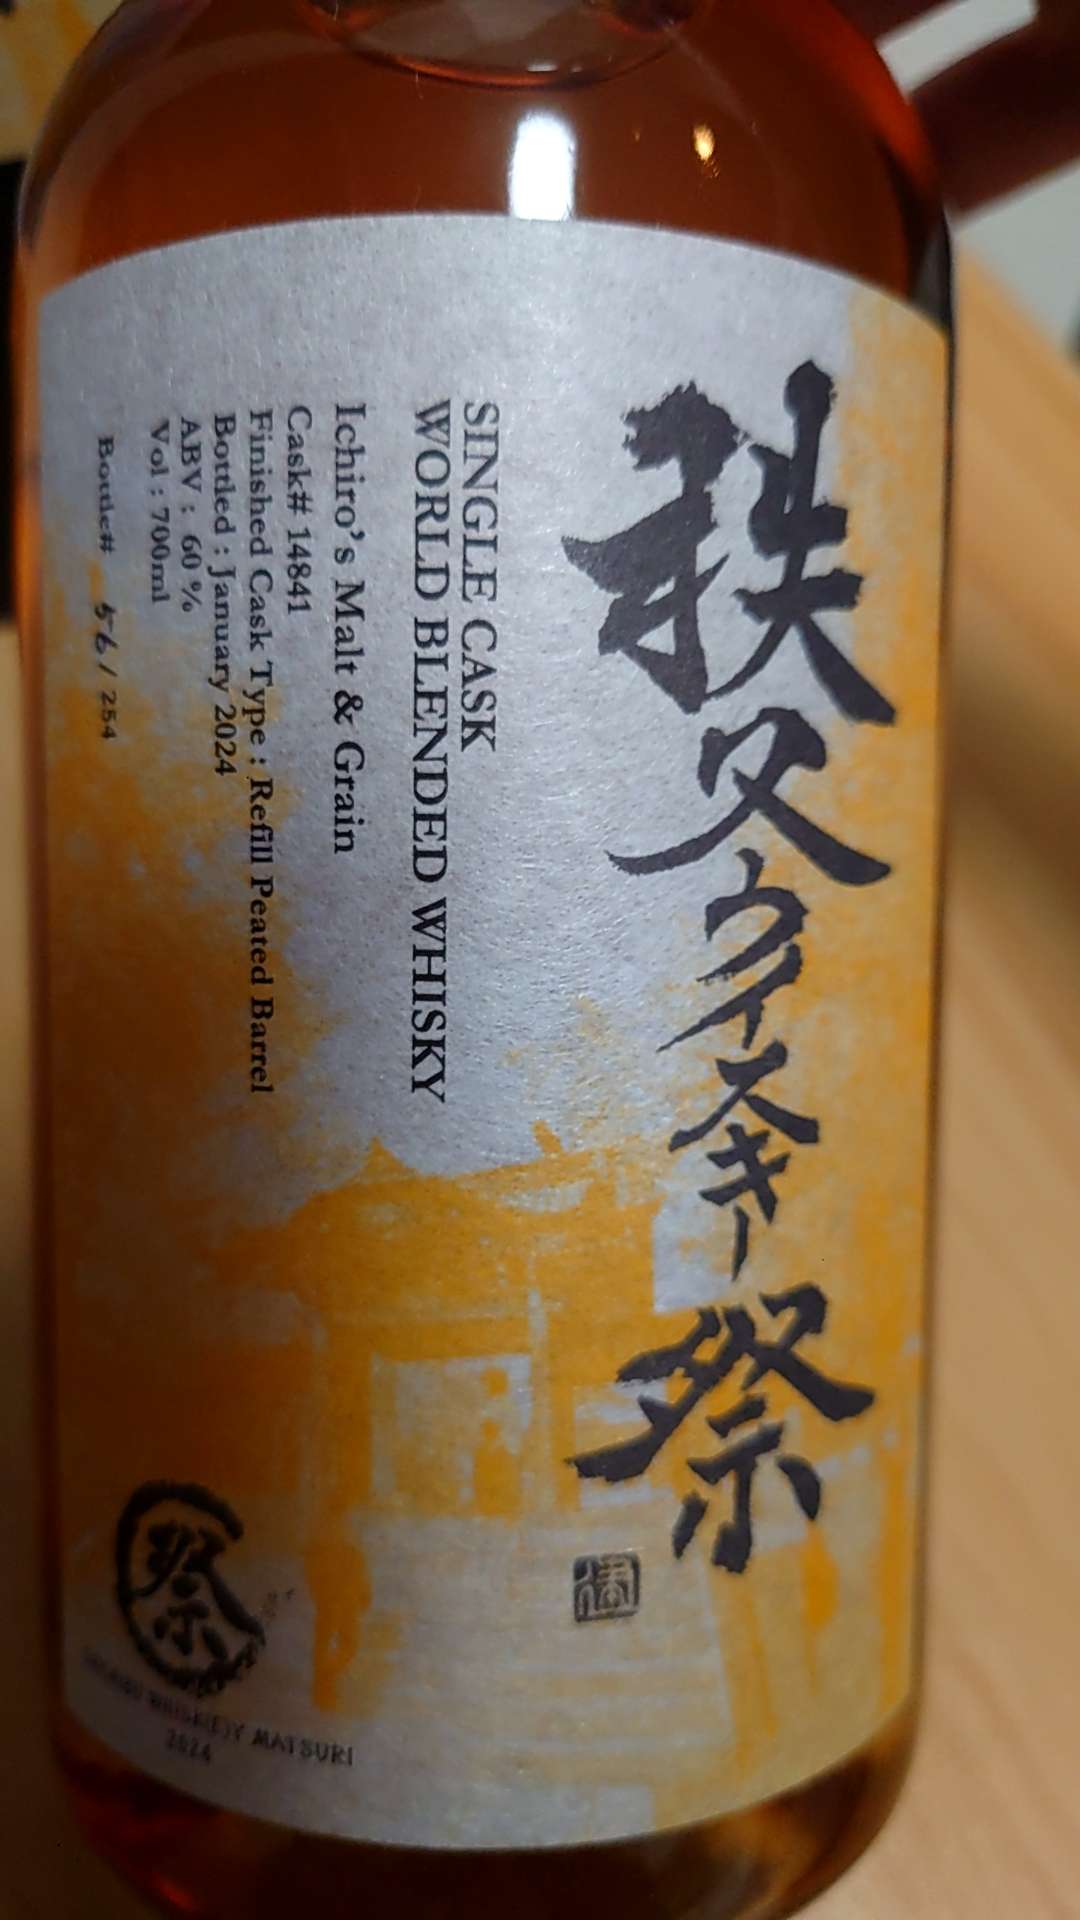 秩父ウイスキー祭
SINGLE CASK
WORLD BLENDED WHISKY
Ichiro's Malt & Grain
Cask# 14841
Finished Cask Type : Refill Peated Barrel
Bottled : January 2024
ABV : 60 %
Vol : 700ml
Bottle# 56 / 254
祭
WHISK(E)Y MATSURI
2024